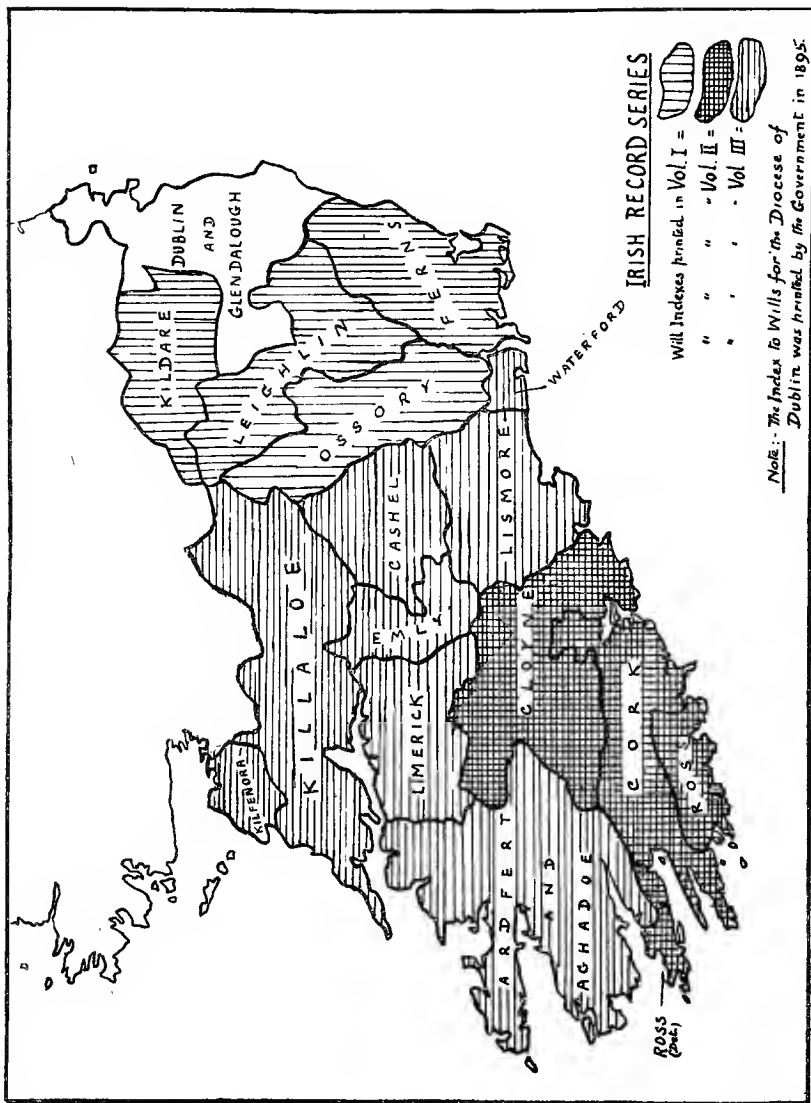 DUBLIN
AND
GLENDALOUGH
KILDARE
LEIGHLIN
FERNS
OSSORY
WATERFORD
KILLALOE
KILFENORA
CASHEL
EMLY
LISMORE
LIMERICK
CLOYNE
CORK
ROSS
ARDFERT
AND
AGHADOE
ROSS
(Det.)
IRISH RECORD SERIES
Will Indexes printed in Vol. I =
" " " " Vol. II =
" " " " Vol III =
Note:- The Index to Wills for the Diocese of
Dublin was printed by the Government in 1895.